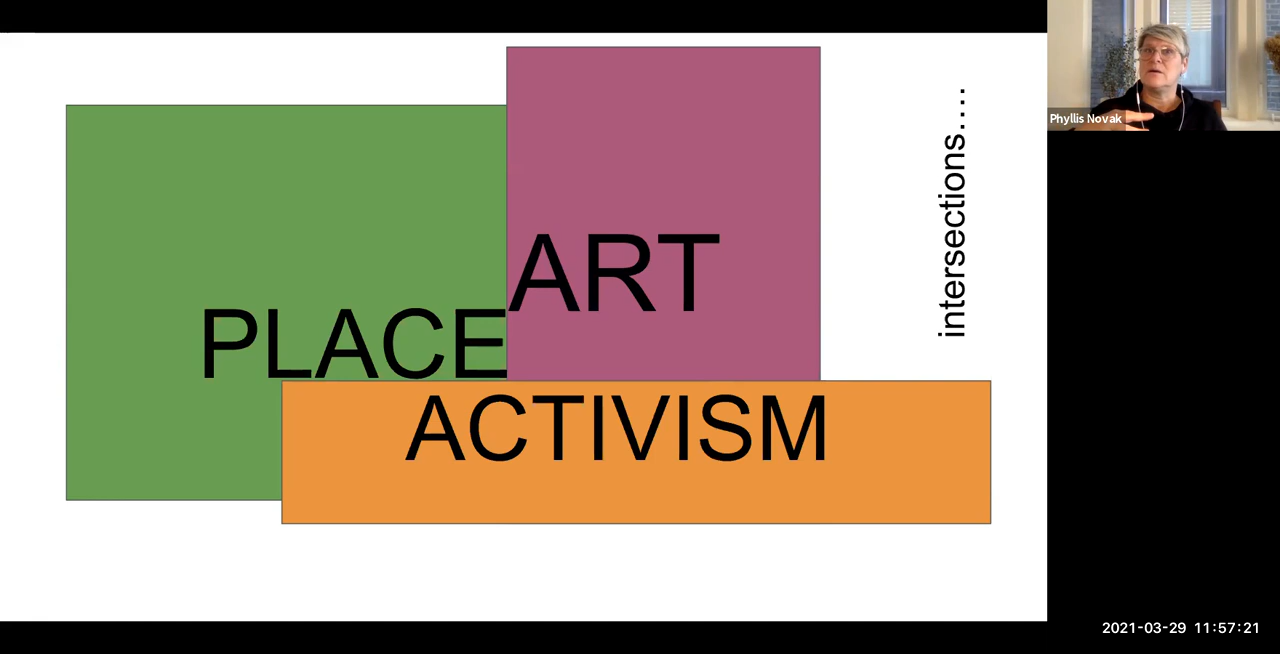 ART
PLACE
ACTIVISM
intersections....
Phyllis Novak
2021-03-29 11:57:21